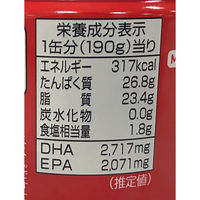 栄養成分表示
1缶分(190g)当り
エネルギー 317kcal
たんぱく質 26.8g
脂質 23.4g
炭水化物 0.0g
食塩相当量 1.8g
DHA 2,717mg
EPA 2,071mg
(推定値)